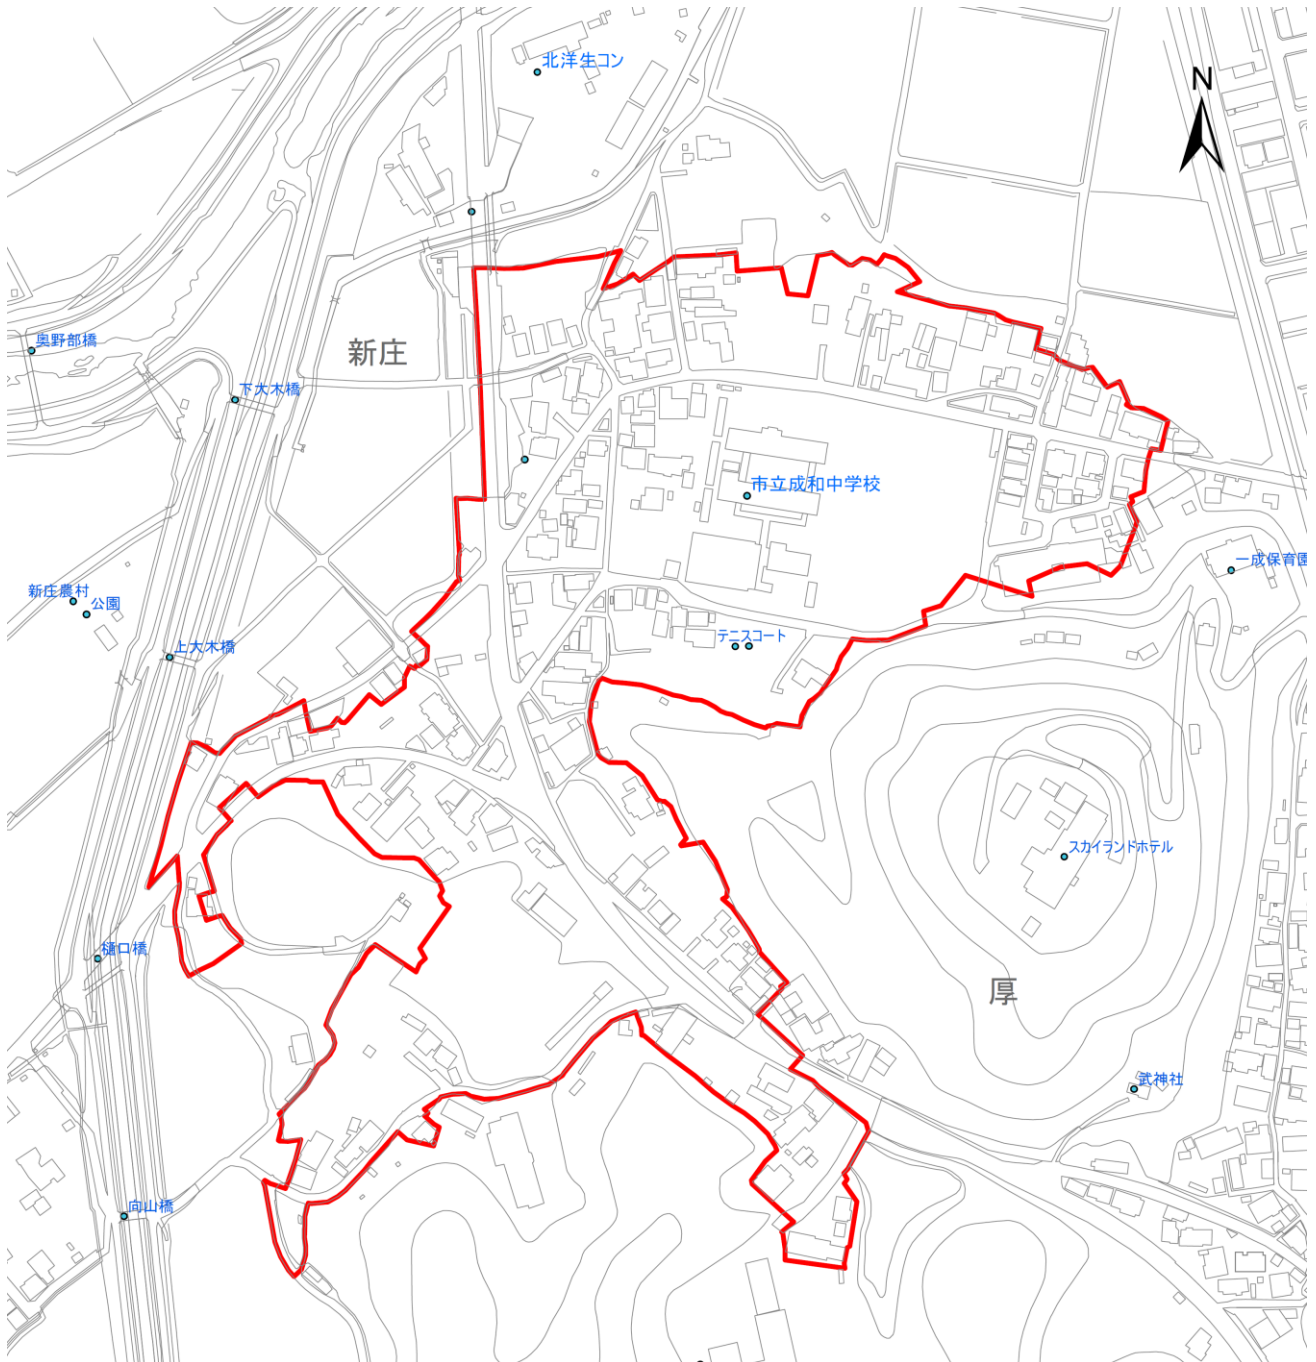 北洋生コン
N
奥野部橋
新庄
下大木橋
市立成和中学校
一成保育園
新庄農村
公園
上大木橋
テニスコート
スカイランドホテル
樋口橋
厚
武神社
向山橋